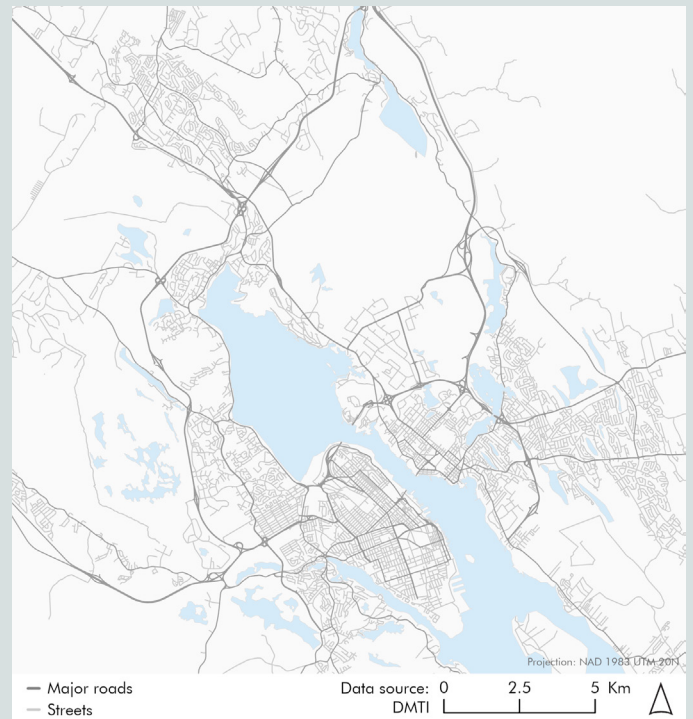 Projection: NAD 1983 UTM 20N
Major roads
Streets
Data source:
DMTI
0 2.5 5 Km